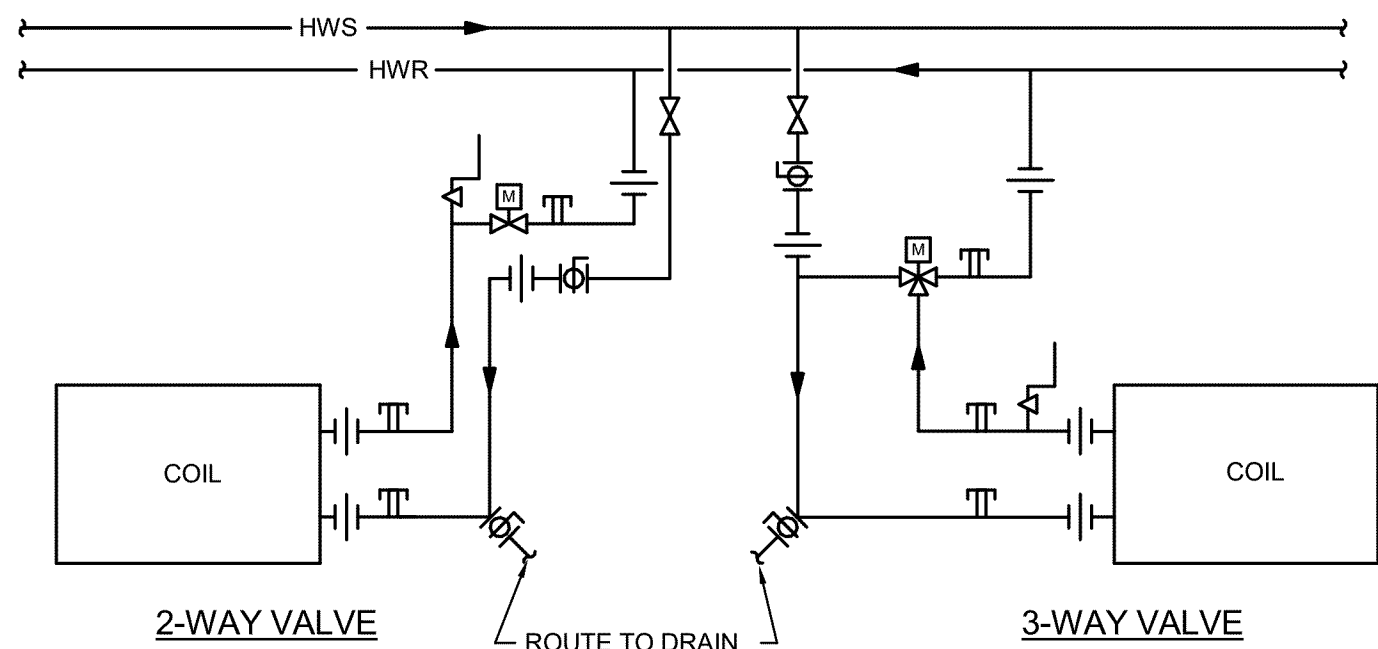 HWS
HWR
M
M
COIL
COIL
2-WAY VALVE
3-WAY VALVE
ROUTE TO DRAIN